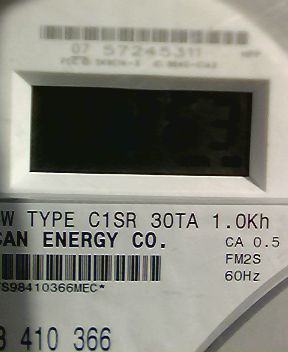 07 57245311
W TYPE C1SR 30TA 1.0Kh
CAN ENERGY CO.
CA 0.5
FM2S
60Hz
S98410366MEC*
410 366